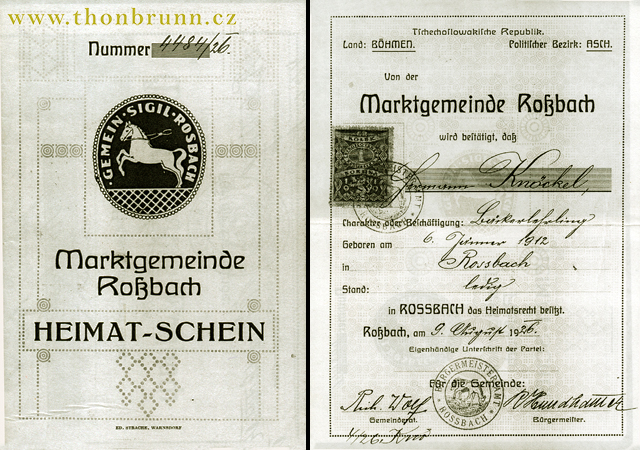 www.thonbrunn.cz
Nummer 4484/26.
GEMEIN·SIGIL·ROSBACH·
Marktgemeinde
Roßbach
HEIMAT-SCHEIN
ED. STRACHE, WARNSDORF
Tschechoslowakische Republik.
Land: BÖHMEN. Politischer Bezirk: ASCH.
Von der
Marktgemeinde Roßbach
wird bestätigt, daß
Hermann Knöckel,
Charakter oder Beschäftigung: Bäckerlehrling
Geboren am 6. Jänner 1912
in Rossbach
Stand: ledig
in ROSSBACH das Heimatsrecht besitzt.
Roßbach, am 9. August 1926.
Eigenhändige Unterschrift der Partei:
Für die Gemeinde:
BÜRGERMEISTERAMT
ROSSBACH
Wolf
Gemeinderat. Bürgermeister.